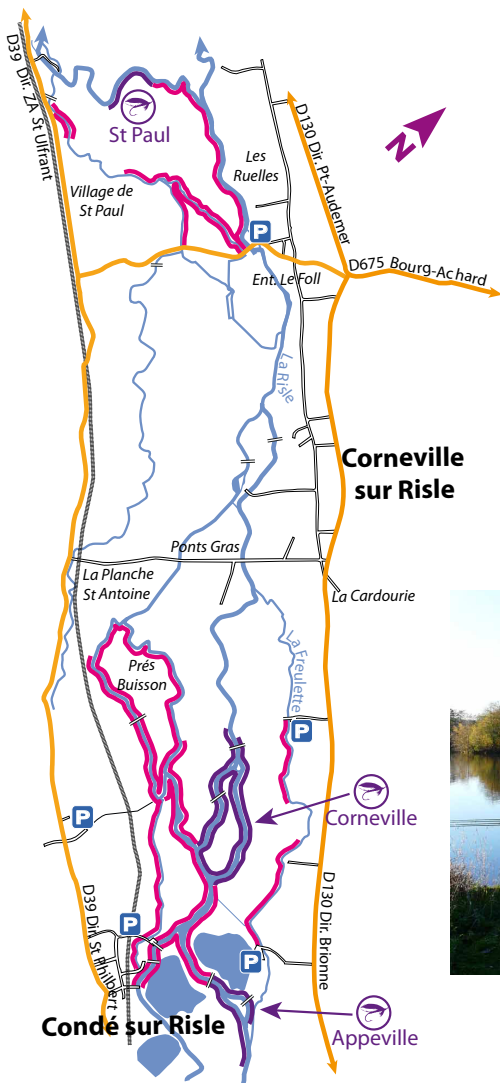 D39 Dir. ZA St Ulfrant
St Paul
N
D130 Dir. Pt-Audemer
Les
Ruelles
Village de
St Paul
P
D675 Bourg-Achard
Ent. Le Foll
La Risle
Corneville
sur Risle
Ponts Gras
La Planche
St Antoine
La Cardourie
La Freulette
Prés
Buisson
P
P
Corneville
D39 Dir. St Philbert
P
D130 Dir. Brionne
P
Condé sur Risle
Appeville